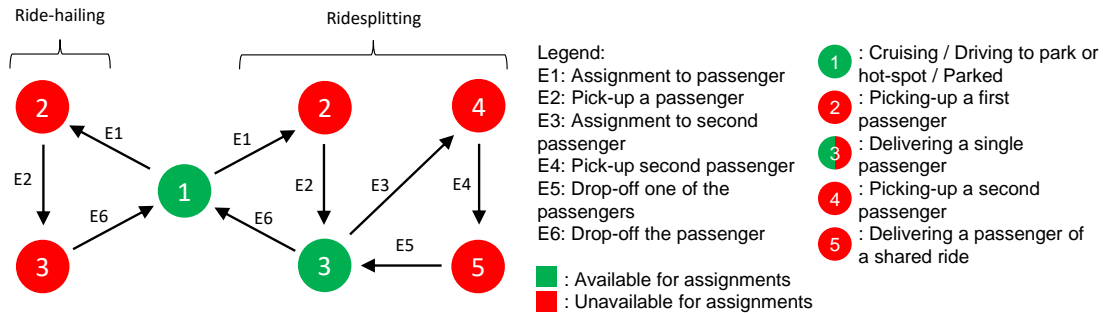 Ride-hailing
Ridesplitting
2
E1
E2
3
E6
1
E1
2
E2
E3
4
E4
E6
3
E5
5
Legend:
E1: Assignment to passenger
E2: Pick-up a passenger
E3: Assignment to second
passenger
E4: Pick-up second passenger
E5: Drop-off one of the
passengers
E6: Drop-off the passenger
: Available for assignments
: Unavailable for assignments
1 : Cruising / Driving to park or
hot-spot / Parked
2 : Picking-up a first
passenger
3 : Delivering a single
passenger
4 : Picking-up a second
passenger
5 : Delivering a passenger of
a shared ride